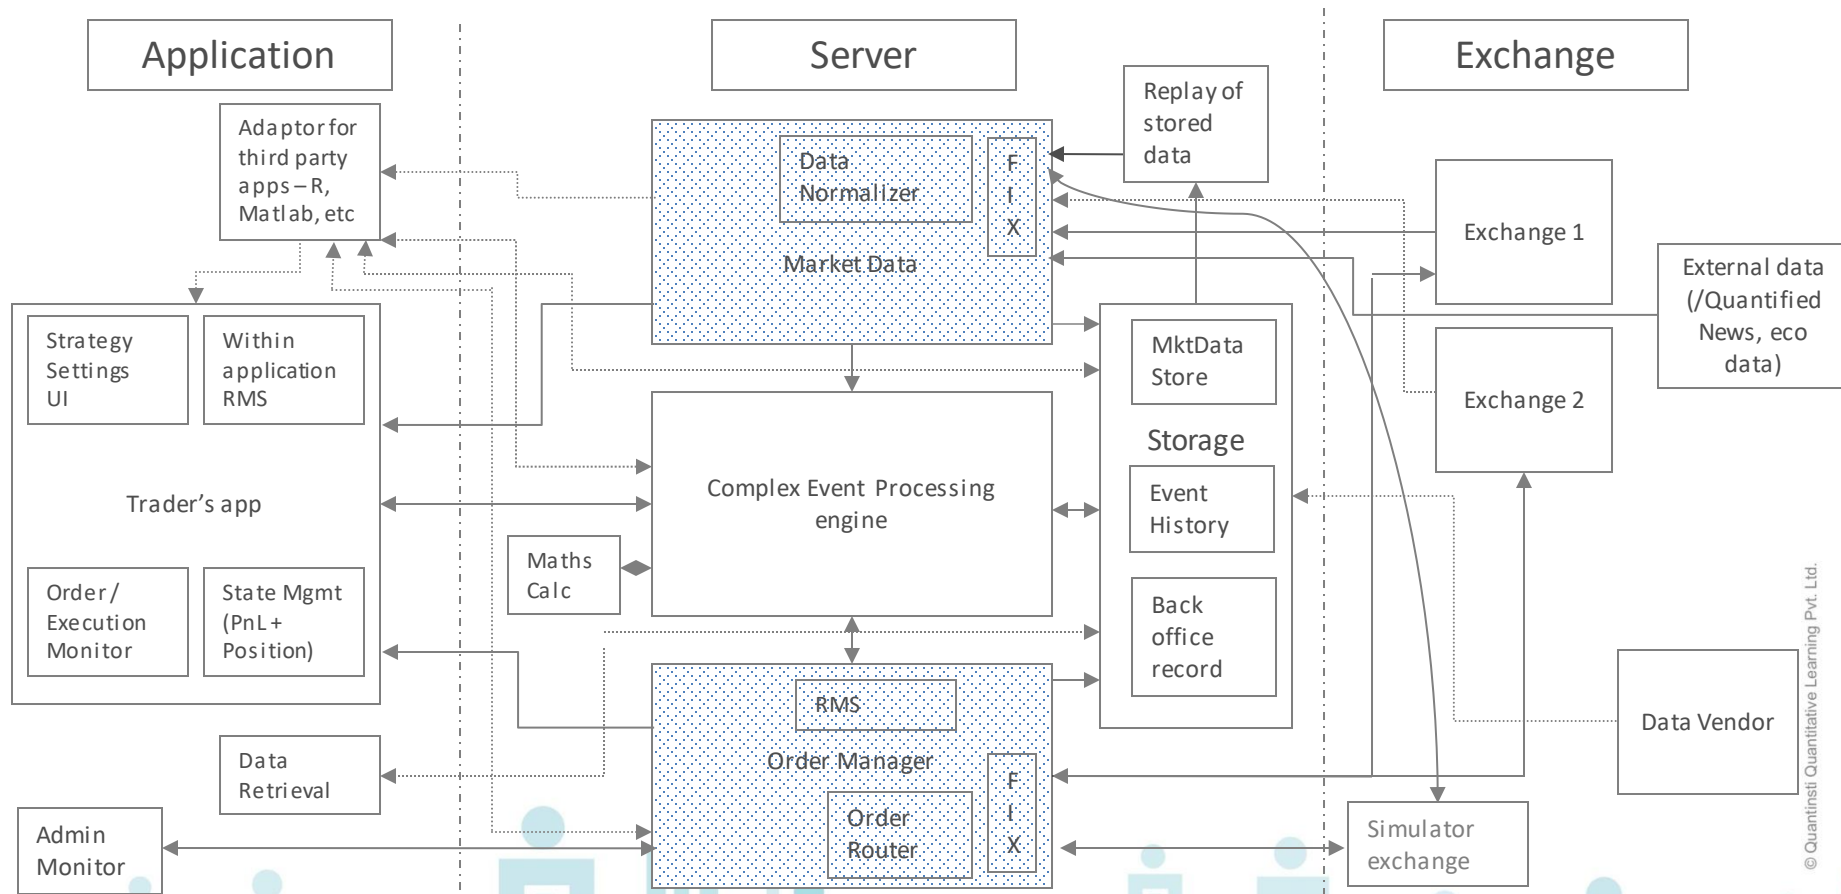 Application
Server
Exchange
Adaptor for
third party
apps – R,
Matlab, etc
Data
Normalizer
F
I
X
Market Data
Replay of
stored
data
Exchange 1
External data
(/Quantified
News, eco
data)
Exchange 2
Strategy
Settings
UI
Within
application
RMS
Trader's app
Order /
Execution
Monitor
State Mgmt
(PnL +
Position)
MktData
Store
Storage
Event
History
Back
office
record
Complex Event Processing
engine
Maths
Calc
RMS
Order Manager
F
I
X
Order
Router
Data
Retrieval
Admin
Monitor
Simulator
exchange
Data Vendor
© Quantinsti Quantitative Learning Pvt. Ltd.